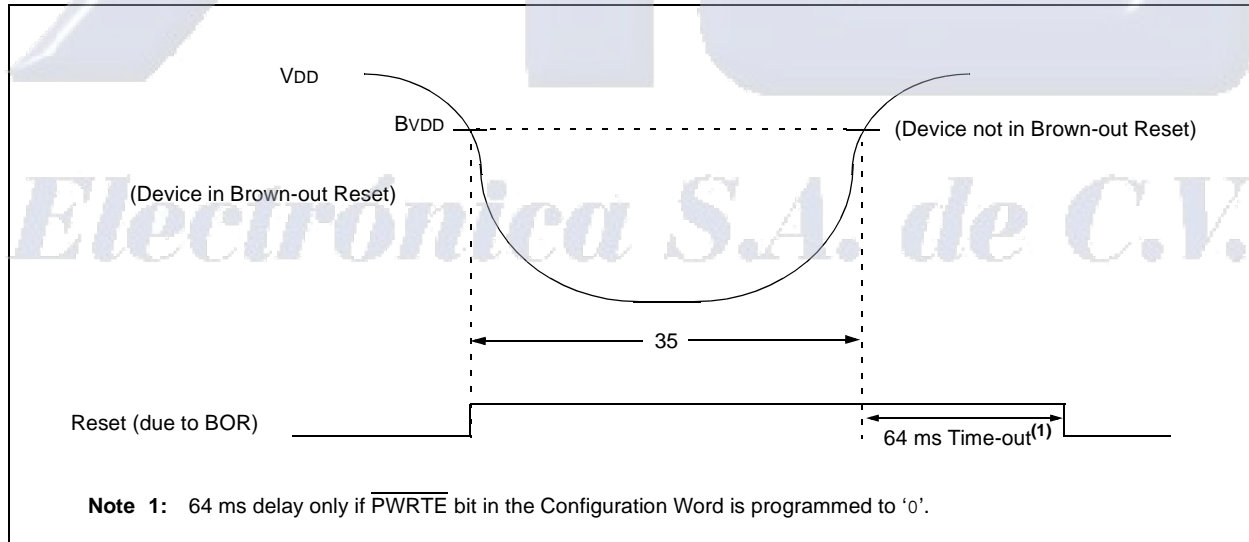 VDD
BVDD
(Device not in Brown-out Reset)
(Device in Brown-out Reset)
Electrónica S.A. de C.V.
35
Reset (due to BOR)
64 ms Time-out(1)
Note 1: 64 ms delay only if PWRTE bit in the Configuration Word is programmed to ‘0’.